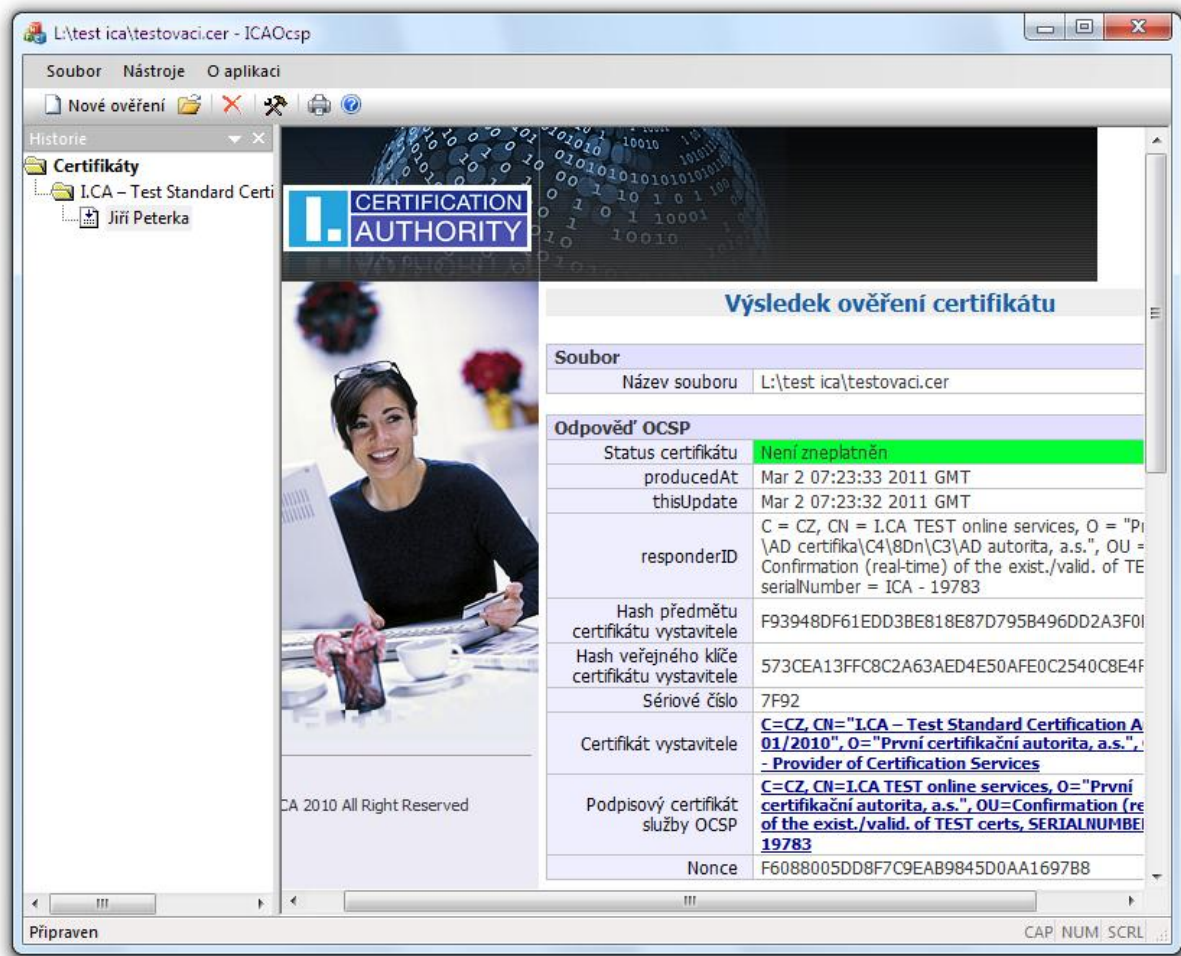 L:\test ica\testovaci.cer - ICAOcsp
Soubor Nástroje O aplikaci
Nové ověření
Historie
Certifikáty
I.CA – Test Standard Certi
Jiří Peterka
I. CERTIFICATION
AUTHORITY
CA 2010 All Right Reserved
Výsledek ověření certifikátu
Soubor
Název souboru L:\test ica\testovaci.cer
Odpověď OCSP
Status certifikátu Není zneplatněn
producedAt Mar 2 07:23:33 2011 GMT
thisUpdate Mar 2 07:23:32 2011 GMT
responderID
C = CZ, CN = I.CA TEST online services, O = "Pr
\AD certifika\C4\8Dn\C3\AD autorita, a.s.", OU =
Confirmation (real-time) of the exist./valid. of TE
serialNumber = ICA - 19783
Hash předmětu
certifikátu vystavitele
F93948DF61EDD3BE818E87D795B496DD2A3F0
Hash veřejného klíče
certifikátu vystavitele
573CEA13FFC8C2A63AED4E50AFE0C2540C8E4F
Sériové číslo 7F92
Certifikát vystavitele
C=CZ, CN="I.CA – Test Standard Certification A
01/2010", O="První certifikační autorita, a.s.",
- Provider of Certification Services
Podpisový certifikát
služby OCSP
C=CZ, CN=I.CA TEST online services, O="První
certifikační autorita, a.s.", OU=Confirmation (re
of the exist./valid. of TEST certs, SERIALNUMBE
19783
Nonce F6088005DD8F7C9EAB9845D0AA1697B8
Připraven
CAP NUM SCRL